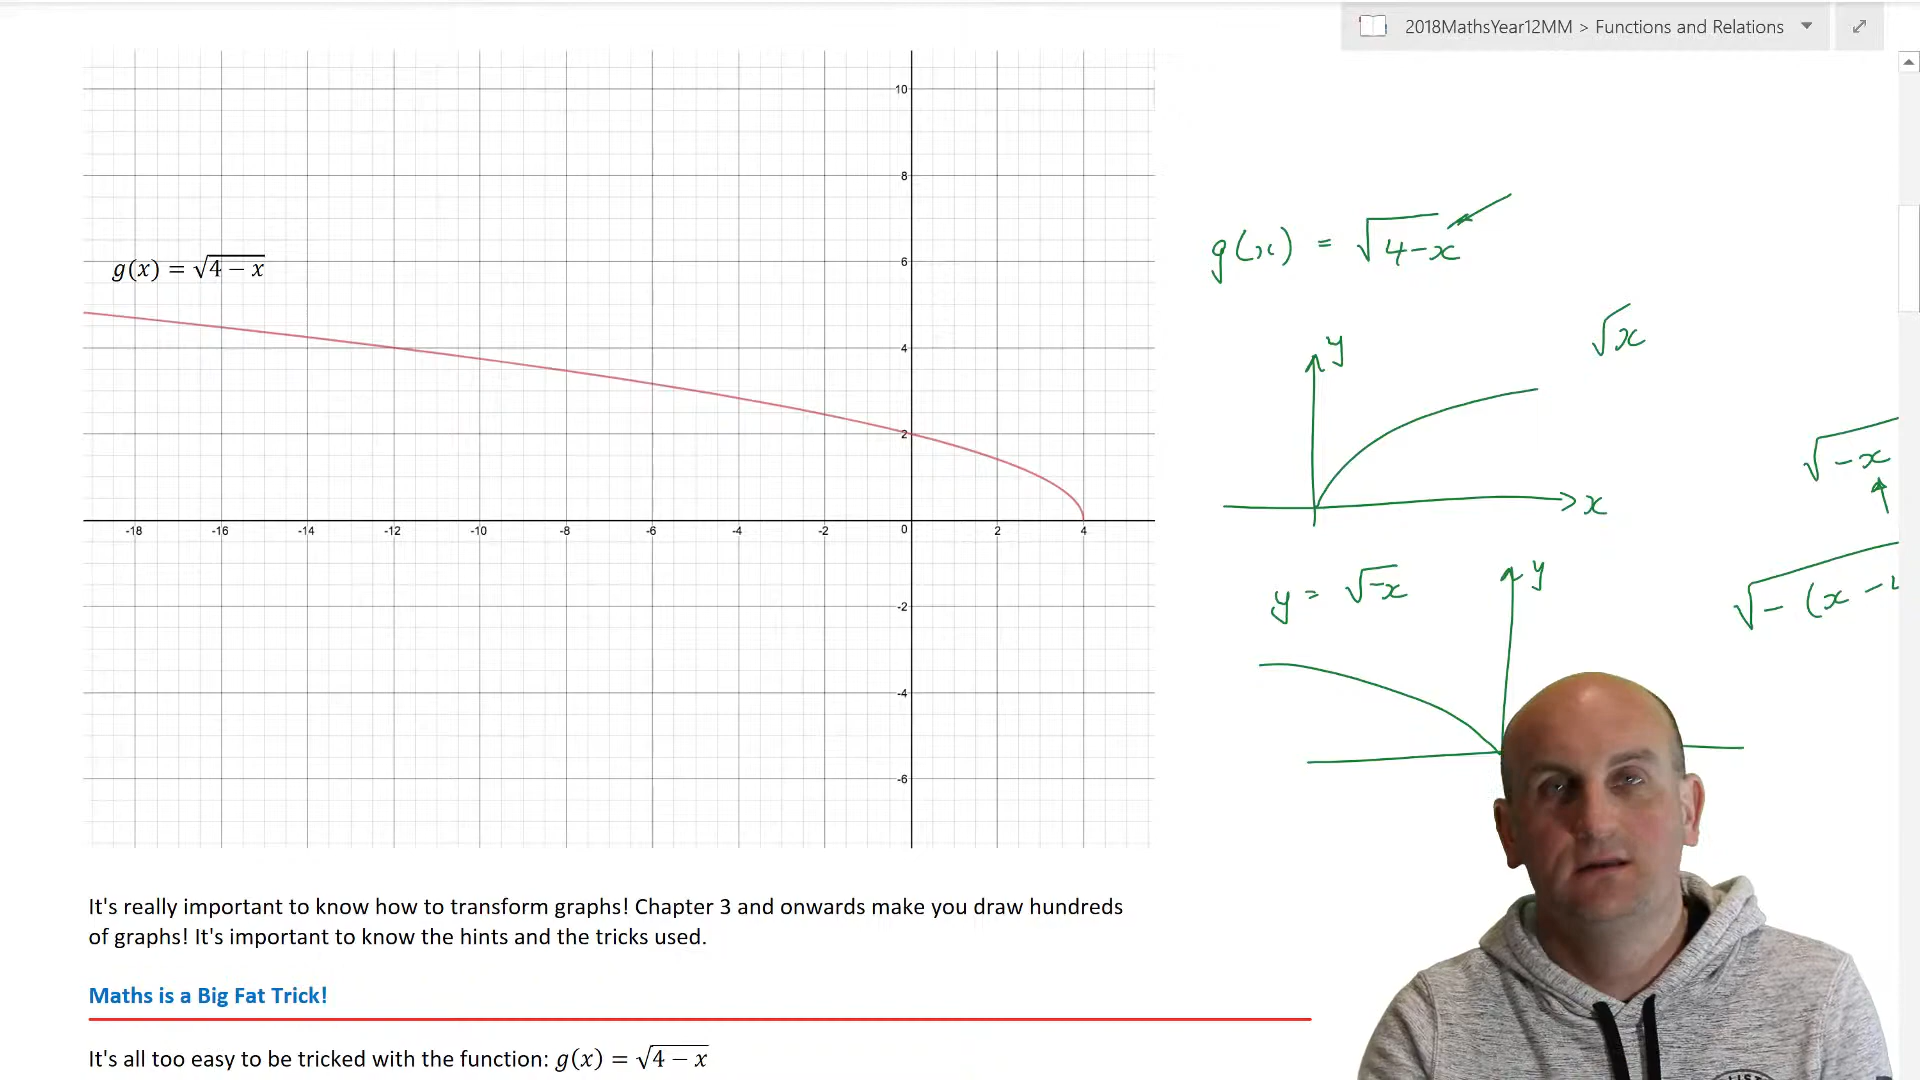 2018MathsYear12MM > Functions and Relations
10
8
6
4
2
-18 -16 -14 -12 -10 -8 -6 -4 -2 0 2 4
-2
-4
-6
g(x) = √4 − x
g(x) = √4−x
√x
y
x
√−x
y = √−x
y
√−(x −
It's really important to know how to transform graphs! Chapter 3 and onwards make you draw hundreds
of graphs! It's important to know the hints and the tricks used.
Maths is a Big Fat Trick!
It's all too easy to be tricked with the function: g(x) = √4 − x